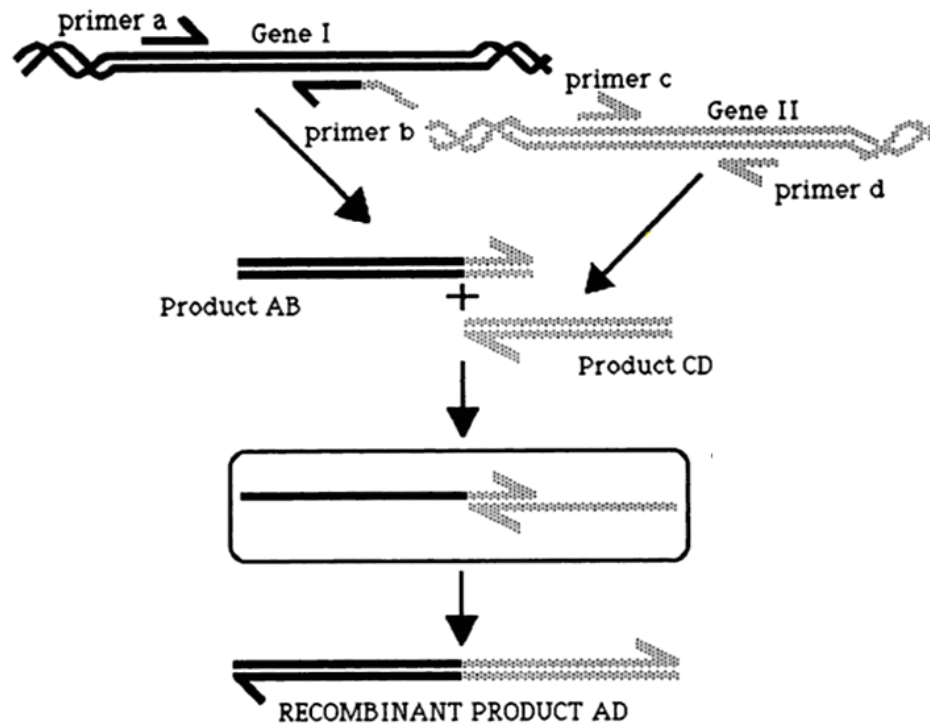 primer a
Gene I
primer c
Gene II
primer b
primer d
Product AB
Product CD
RECOMBINANT PRODUCT AD